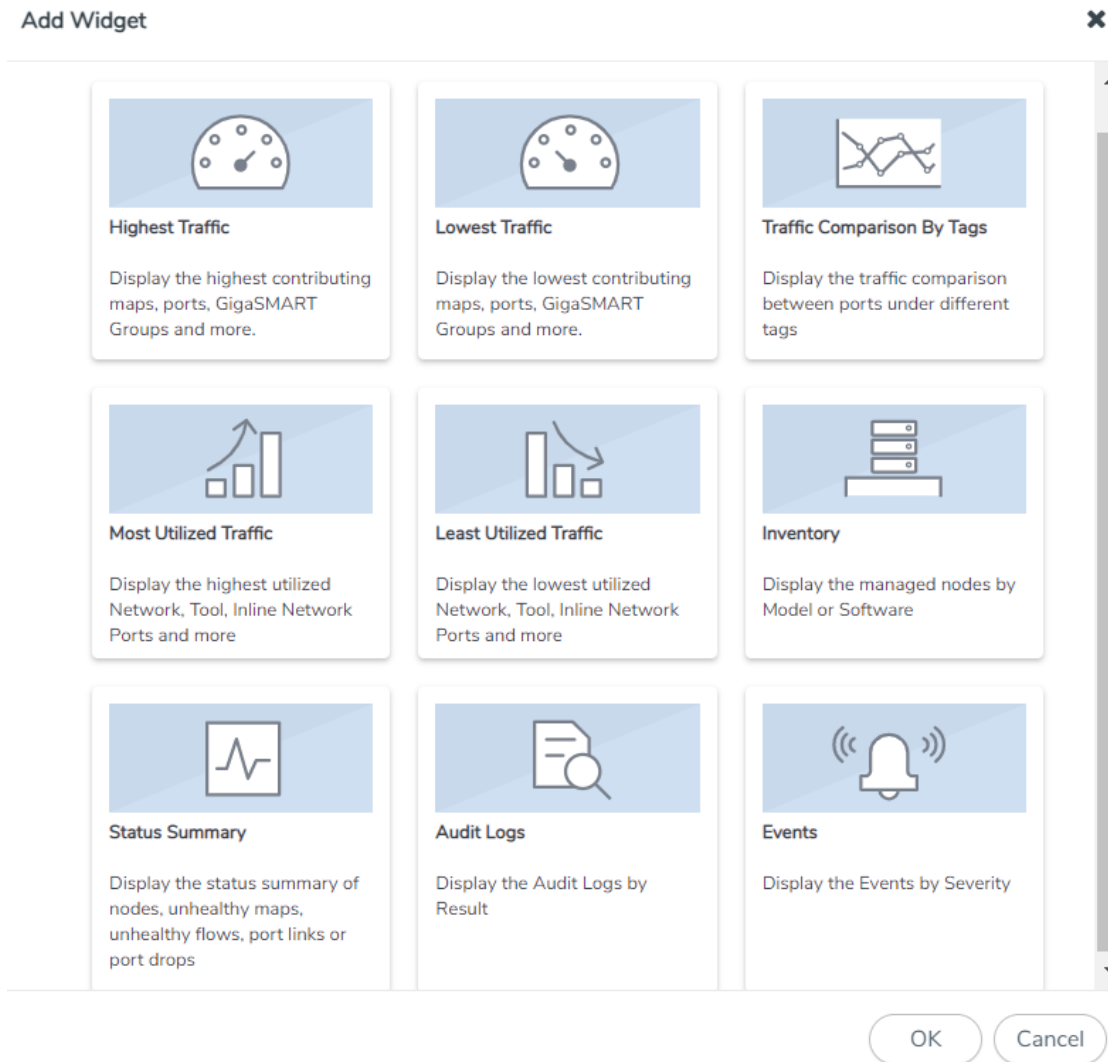 Add Widget
Highest Traffic
Display the highest contributing
maps, ports, GigaSMART
Groups and more.
Lowest Traffic
Display the lowest contributing
maps, ports, GigaSMART
Groups and more.
Traffic Comparison By Tags
Display the traffic comparison
between ports under different
tags
Most Utilized Traffic
Display the highest utilized
Network, Tool, Inline Network
Ports and more
Least Utilized Traffic
Display the lowest utilized
Network, Tool, Inline Network
Ports and more
Inventory
Display the managed nodes by
Model or Software
Status Summary
Display the status summary of
nodes, unhealthy maps,
unhealthy flows, port links or
port drops
Audit Logs
Display the Audit Logs by
Result
Events
Display the Events by Severity
OK
Cancel